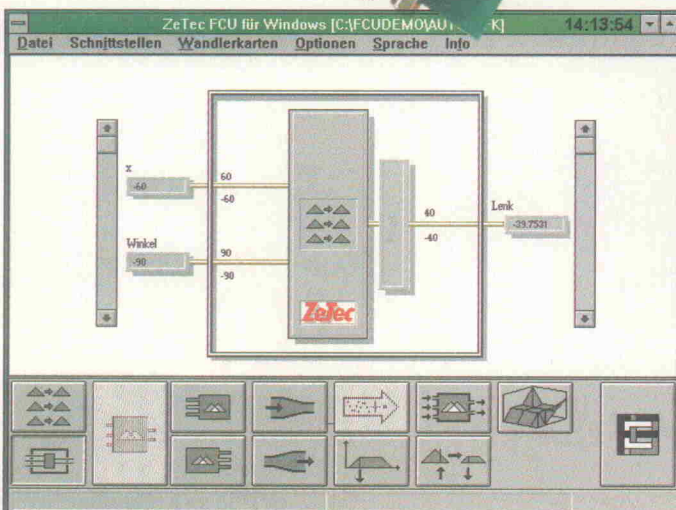 ZeTec FCU für Windows [C:\FCUDEMO\AU K]
14:13:54
Datei Schnittstellen Wandlerkarten Optionen Sprache Info
x
-60
60
-60
Winkel
-90
90
-90
40
-40
Lenk
-39.7531
ZeTec